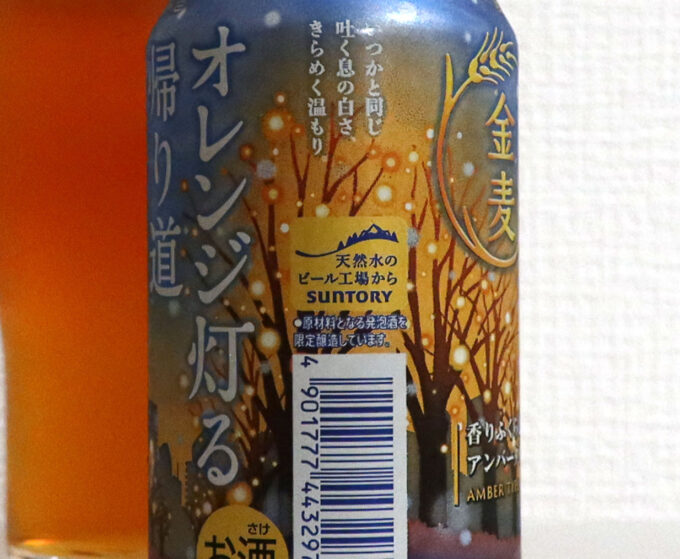 オレンジ灯る
帰り道
いつかと同じ
吐く息の白さ、
きらめく温もり。
金麦
天然水の
ビール工場から
SUNTORY
●原材料となる発泡酒を
限定醸造しています。
4 901777 44329
香りふく
アンバー
AMBER
さけ
お酒